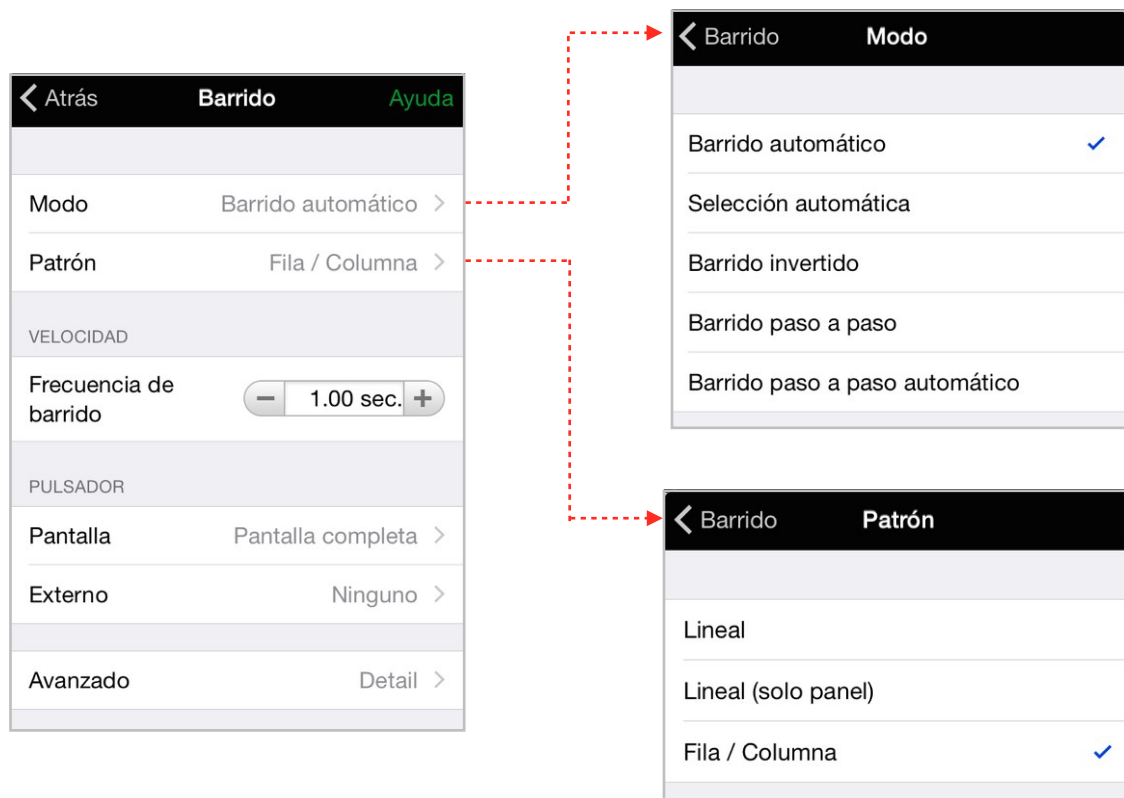 Atrás Barrido Ayuda
Modo Barrido automático
Patrón Fila / Columna
VELOCIDAD
Frecuencia de
barrido
1.00 sec.
PULSADOR
Pantalla Pantalla completa
Externo Ninguno
Avanzado Detail
Barrido Modo
Barrido automático
Selección automática
Barrido invertido
Barrido paso a paso
Barrido paso a paso automático
Barrido Patrón
Lineal
Lineal (solo panel)
Fila / Columna